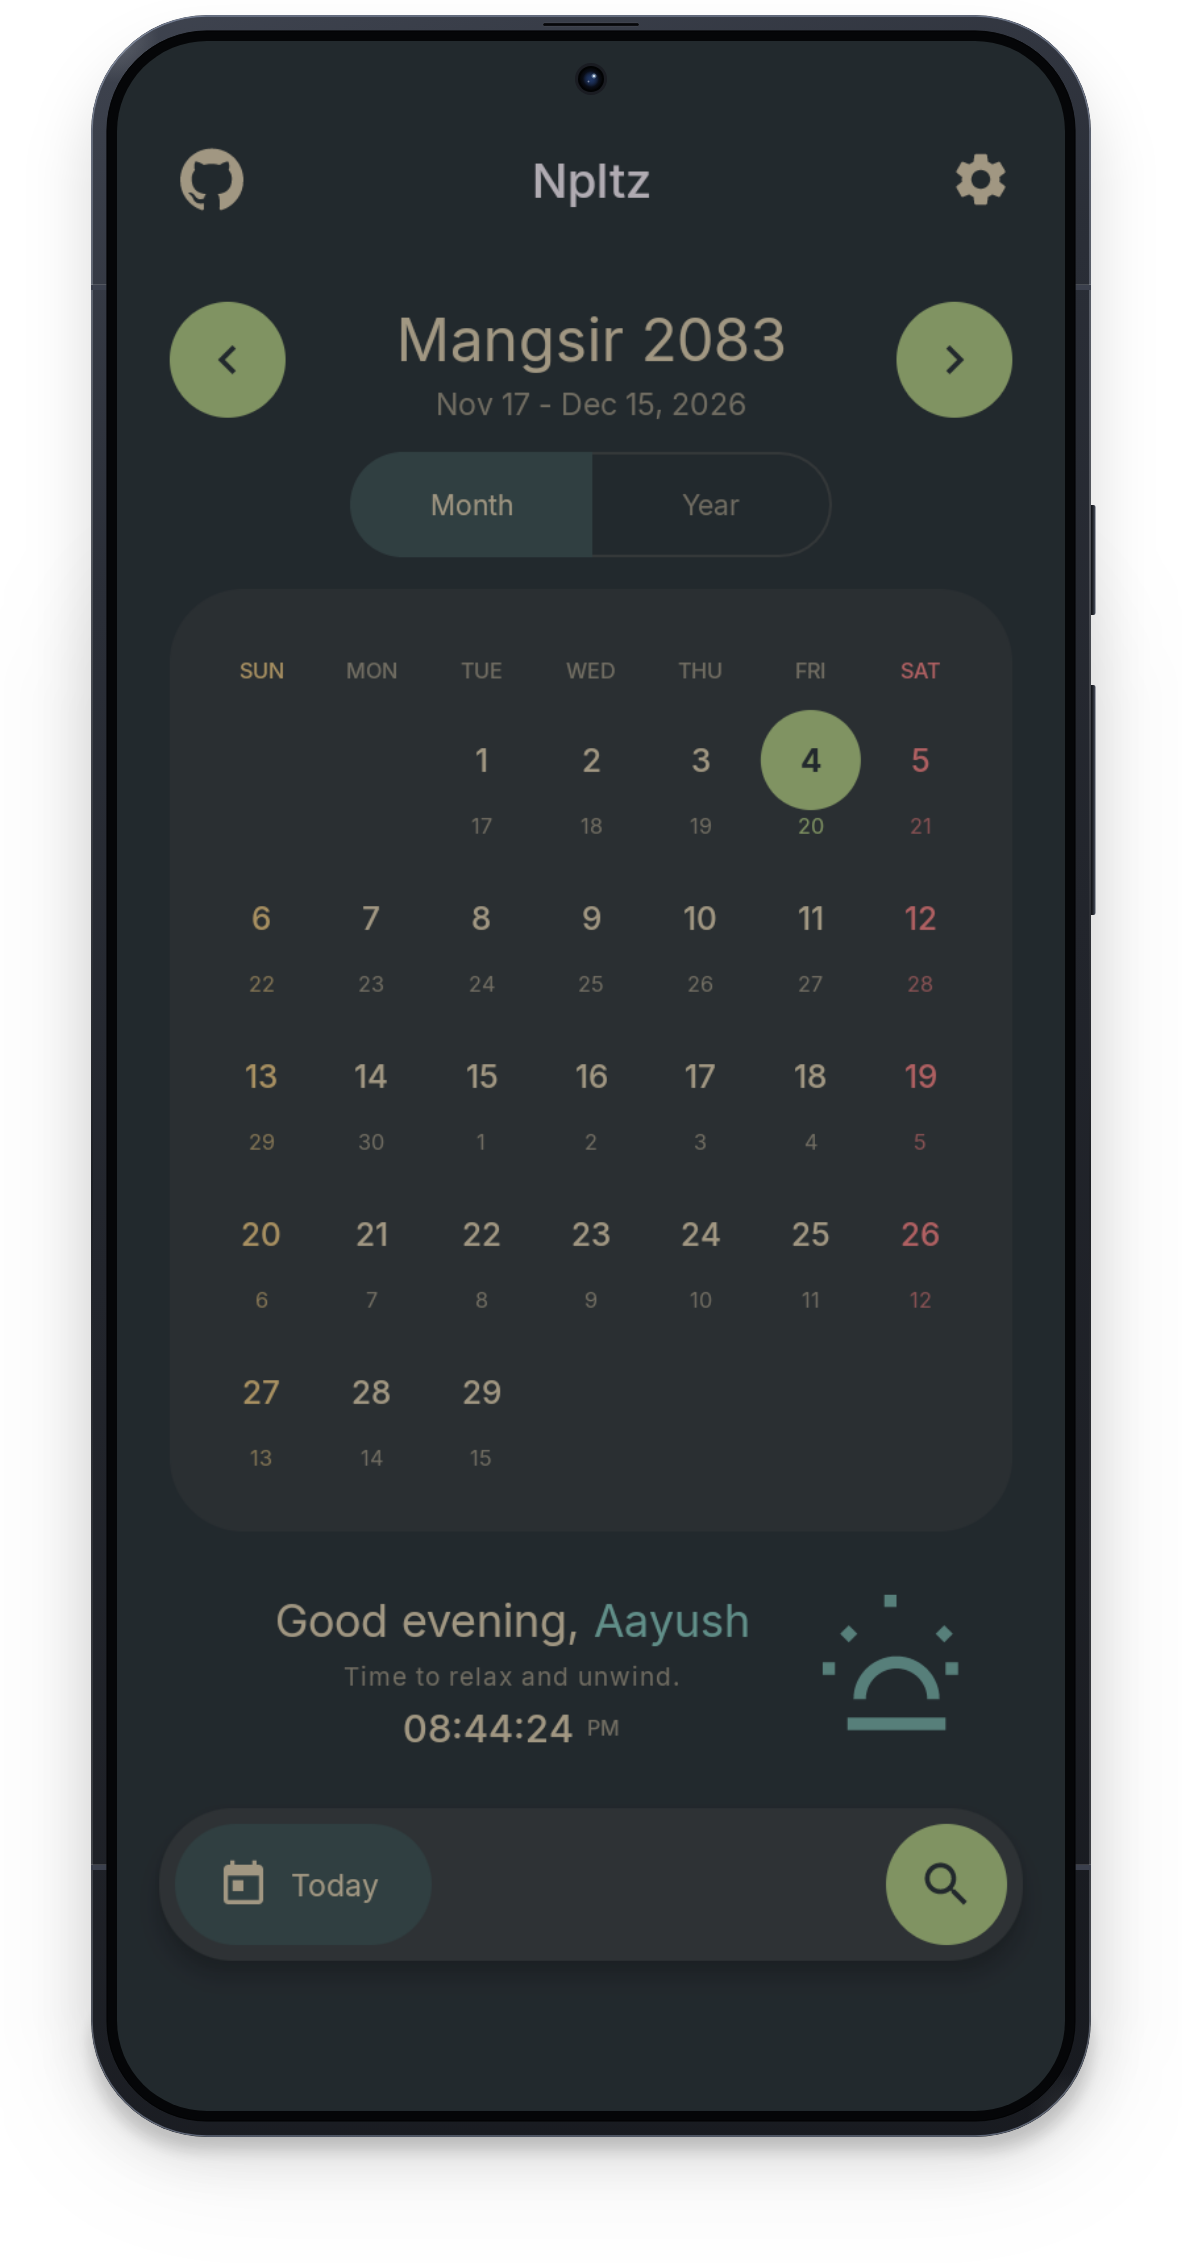 Npltz
Mangsir 2083
Nov 17 - Dec 15, 2026
Month Year
SUN MON TUE WED THU FRI SAT
1 2 3 4 5
17 18 19 20 21
6 7 8 9 10 11 12
22 23 24 25 26 27 28
13 14 15 16 17 18 19
29 30 1 2 3 4 5
20 21 22 23 24 25 26
6 7 8 9 10 11 12
27 28 29
13 14 15
Good evening, Aayush
Time to relax and unwind.
08:44:24 PM
Today